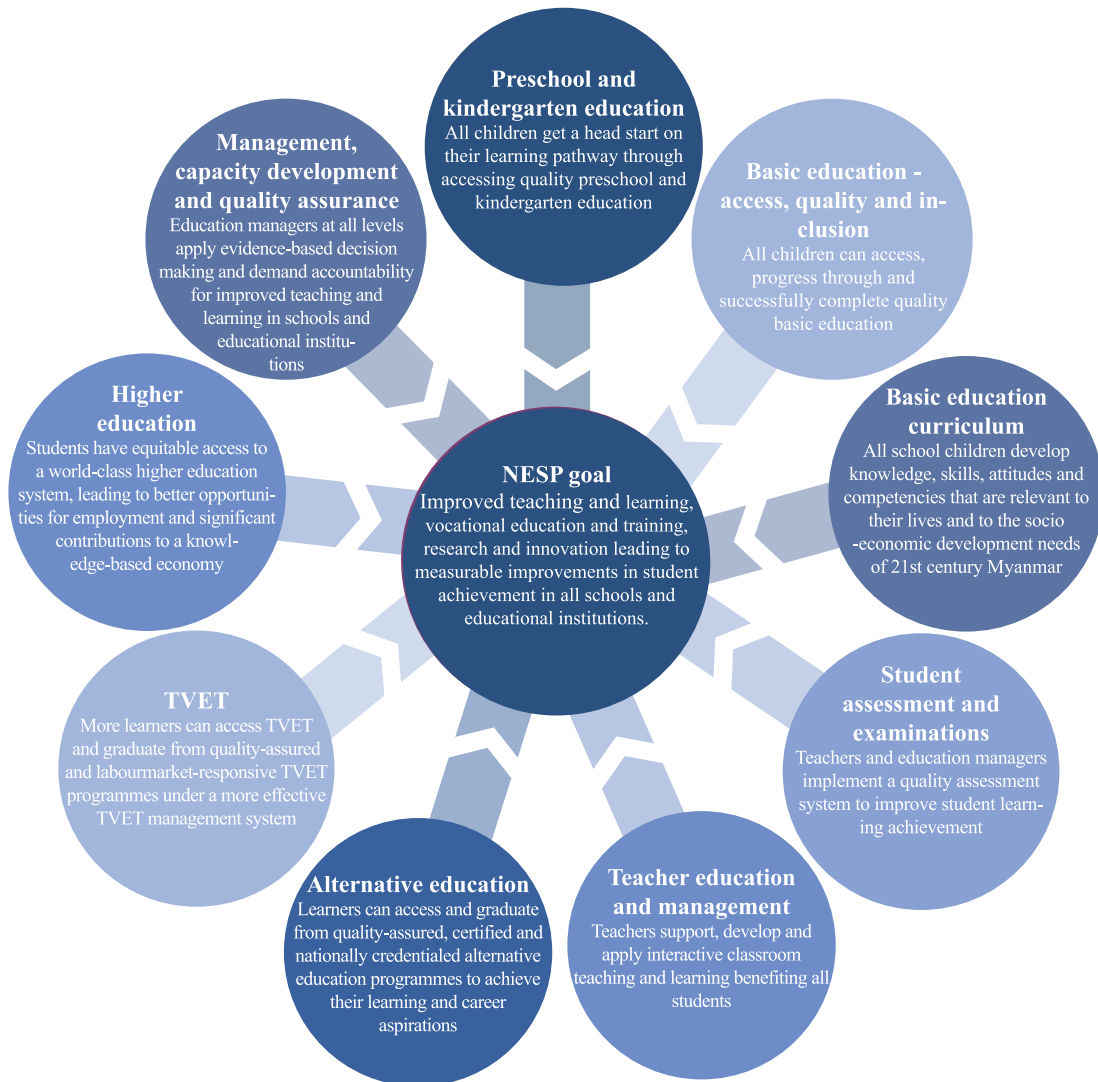 Preschool and
kindergarten education
All children get a head start on
their learning pathway through
accessing quality preschool and
kindergarten education
Basic education -
access, quality and in-
clusion
All children can access,
progress through and
successfully complete quality
basic education
Basic education
curriculum
All school children develop
knowledge, skills, attitudes and
competencies that are relevant to
their lives and to the socio
-economic development needs
of 21st century Myanmar
Student
assessment and
examinations
Teachers and education managers
implement a quality assessment
system to improve student learn-
ing achievement
Teacher education
and management
Teachers support, develop and
apply interactive classroom
teaching and learning benefiting all
students
Alternative education
Learners can access and graduate
from quality-assured, certified and
nationally credentialed alternative
education programmes to achieve
their learning and career
aspirations
TVET
More learners can access TVET
and graduate from quality-assured
and labourmarket-responsive TVET
programmes under a more effective
TVET management system
Higher
education
Students have equitable access to
a world-class higher education
system, leading to better opportuni-
ties for employment and significant
contributions to a knowl-
edge-based economy
Management,
capacity development
and quality assurance
Education managers at all levels
apply evidence-based decision
making and demand accountability
for improved teaching and
learning in schools and
educational institu-
tions
NESP goal
Improved teaching and learning,
vocational education and training,
research and innovation leading to
measurable improvements in student
achievement in all schools and
educational institutions.